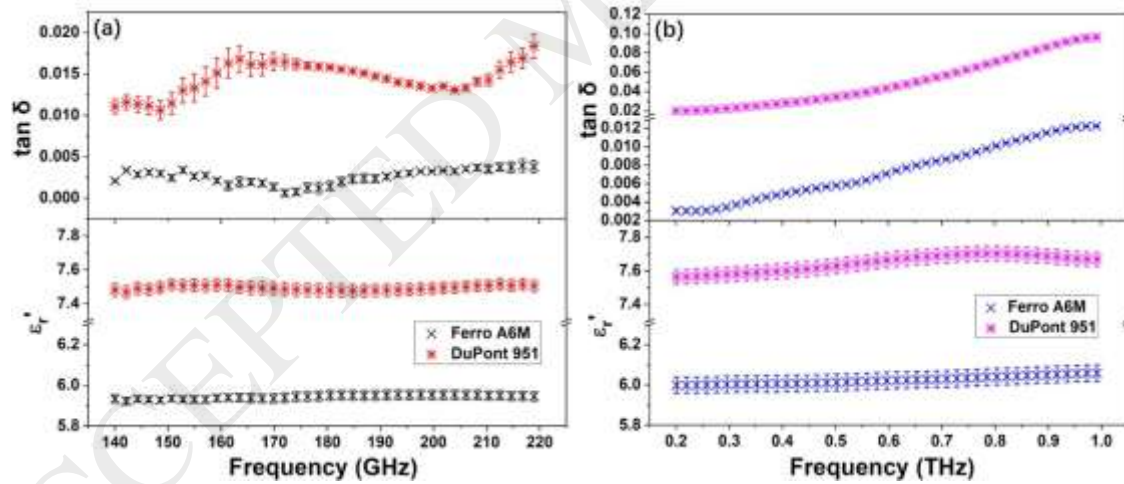 (a)
0.020
0.015
0.010
0.005
0.000
tan δ
7.8
7.6
7.4
6.2
6.0
5.8
εr'
Ferro A6M
DuPont 951
140 150 160 170 180 190 200 210 220
Frequency (GHz)
(b)
0.12
0.10
0.08
0.06
0.04
0.02
0.012
0.010
0.008
0.006
0.004
0.002
tan δ
7.8
7.6
7.4
6.2
6.0
5.8
εr'
Ferro A6M
DuPont 951
0.2 0.3 0.4 0.5 0.6 0.7 0.8 0.9 1.0
Frequency (THz)
CCEPTED M